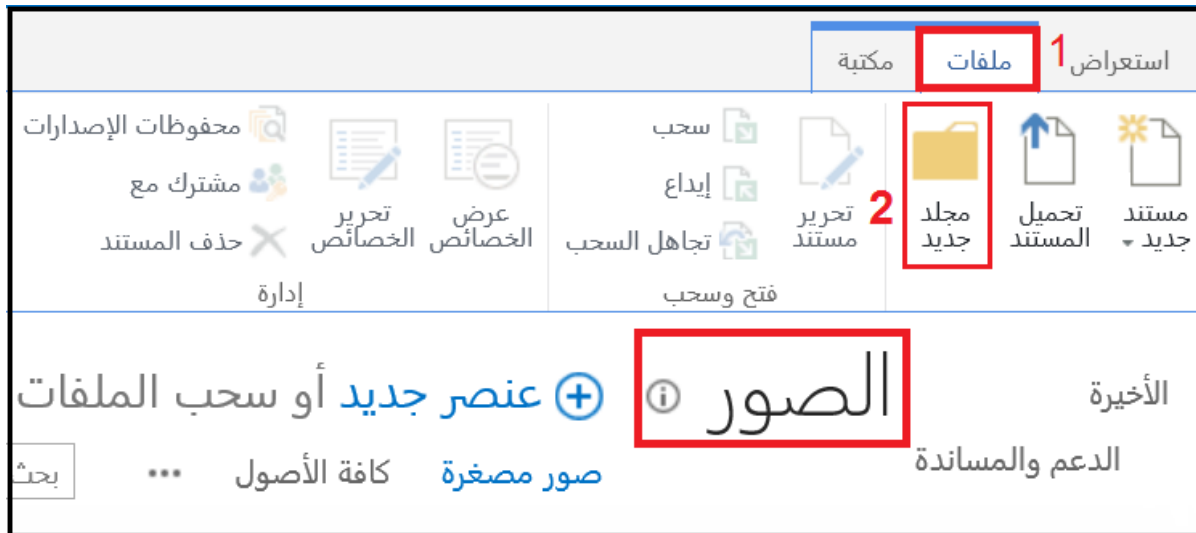 استعراض 1 ملفات مكتبة
مستند جديد
تحميل المستند
مجلد جديد
2
تحرير مستند
سحب
إيداع
تجاهل السحب
فتح وسحب
عرض الخصائص
تحرير الخصائص
محفوظات الإصدارات
مشترك مع
حذف المستند
إدارة
الأخيرة
الدعم والمساندة
الصور
عنصر جديد أو سحب الملفات
صور مصغرة كافة الأصول ...
بحث